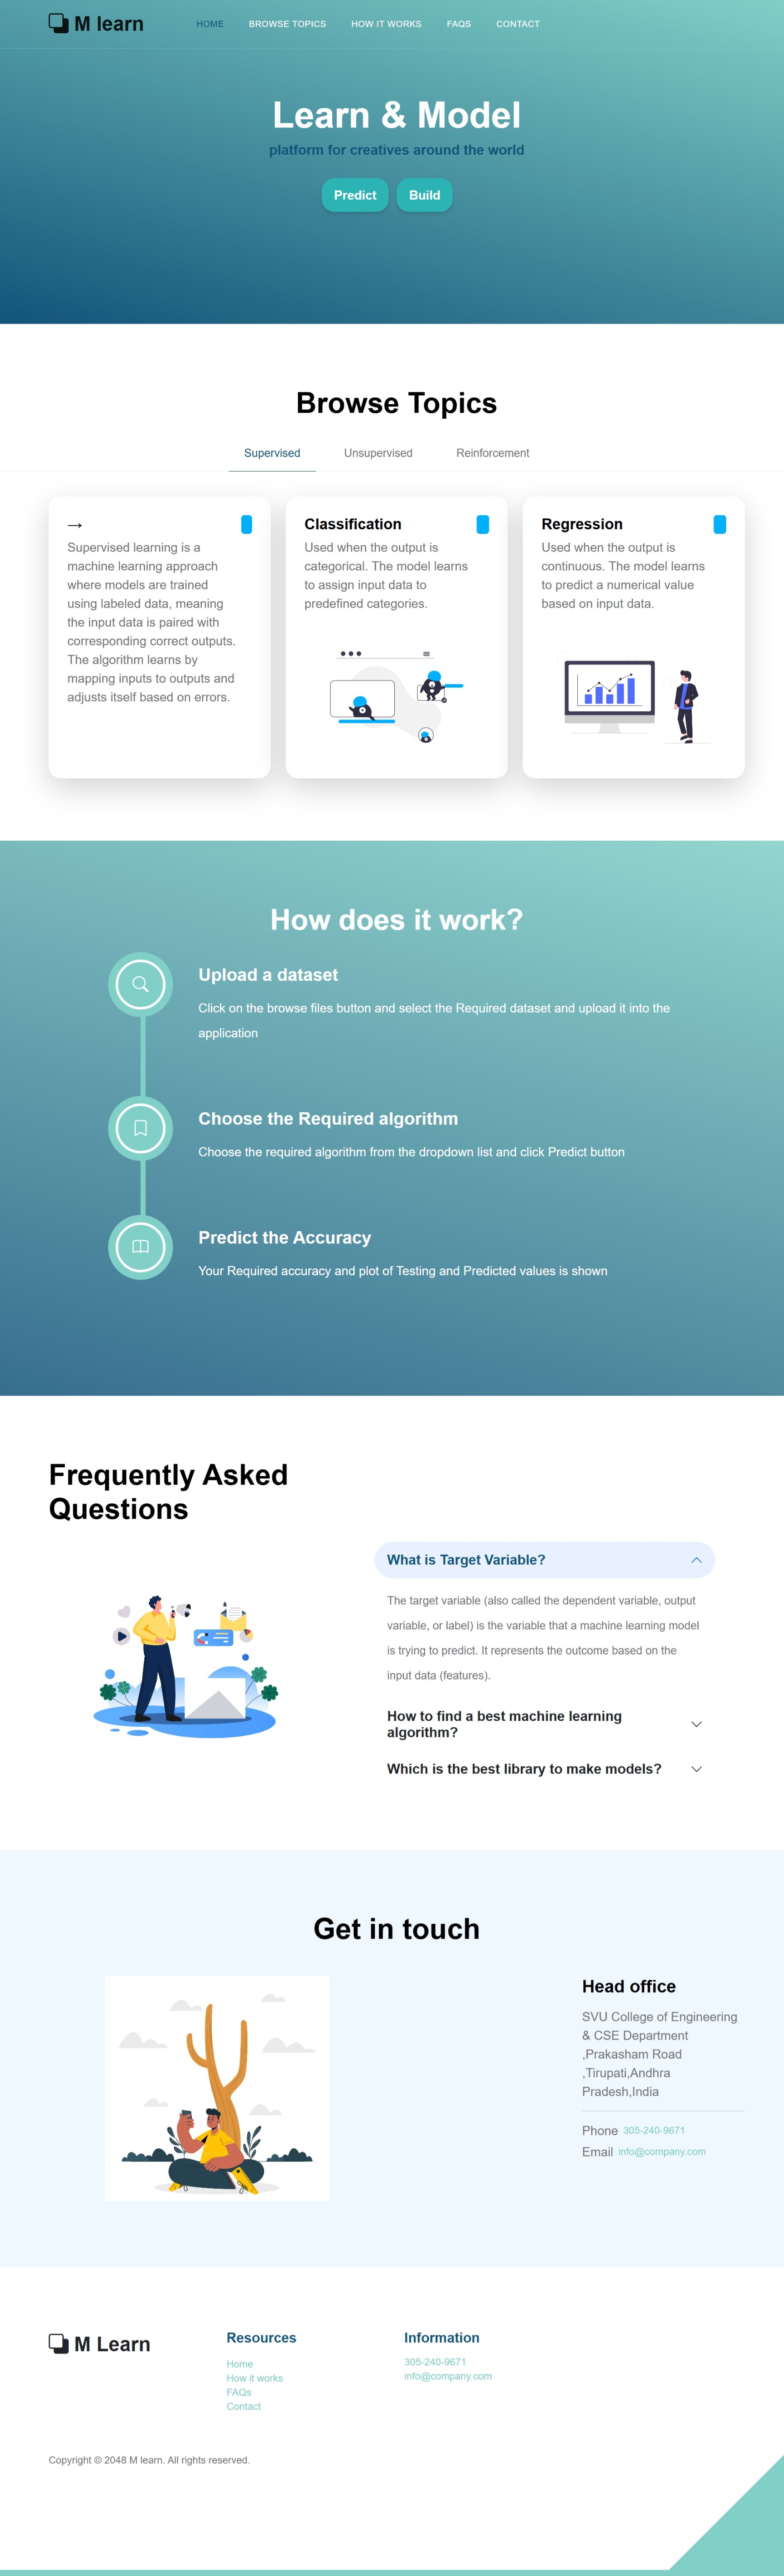 M learn
HOME
BROWSE TOPICS
HOW IT WORKS
FAQS
CONTACT
Learn & Model
platform for creatives around the world
Predict
Build
Browse Topics
Supervised
Unsupervised
Reinforcement
→
Supervised learning is a
machine learning approach
where models are trained
using labeled data, meaning
the input data is paired with
corresponding correct outputs.
The algorithm learns by
mapping inputs to outputs and
adjusts itself based on errors.
Classification
Used when the output is
categorical. The model learns
to assign input data to
predefined categories.
Regression
Used when the output is
continuous. The model learns
to predict a numerical value
based on input data.
How does it work?
Upload a dataset
Click on the browse files button and select the Required dataset and upload it into the
application
Choose the Required algorithm
Choose the required algorithm from the dropdown list and click Predict button
Predict the Accuracy
Your Required accuracy and plot of Testing and Predicted values is shown
Frequently Asked
Questions
What is Target Variable?
The target variable (also called the dependent variable, output
variable, or label) is the variable that a machine learning model
is trying to predict. It represents the outcome based on the
input data (features).
How to find a best machine learning
algorithm?
Which is the best library to make models?
Get in touch
Head office
SVU College of Engineering
& CSE Department
,Prakasham Road
,Tirupati,Andhra
Pradesh,India
Phone 305-240-9671
Email info@company.com
M Learn
Resources
Home
How it works
FAQs
Contact
Information
305-240-9671
info@company.com
Copyright © 2048 M learn. All rights reserved.